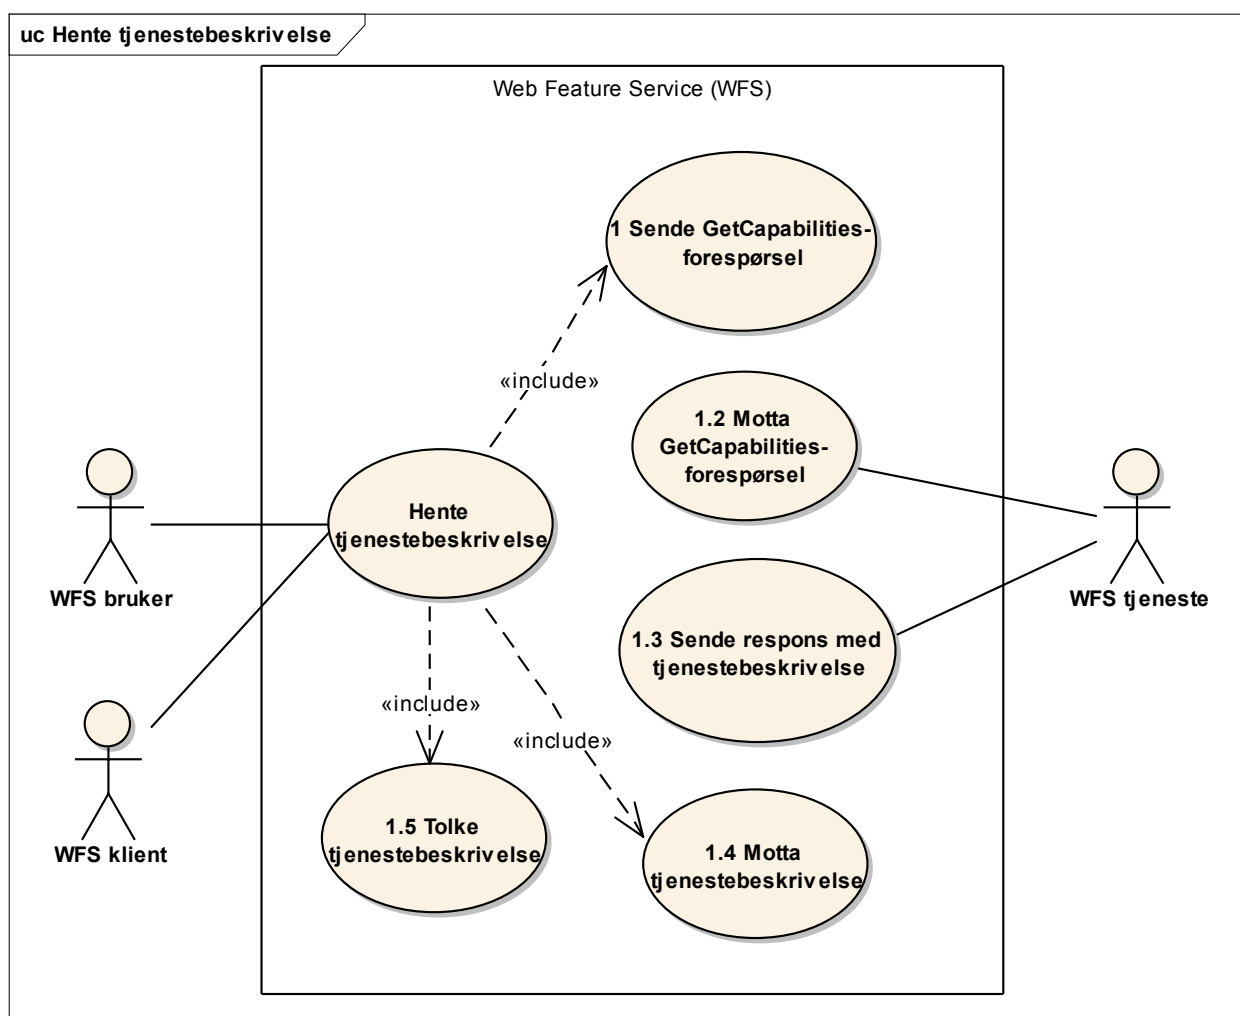 uc Hente tjenestebeskrivelse
Web Feature Service (WFS)
1 Sende GetCapabilities-
forespørsel
«include»
1.2 Motta
GetCapabilities-
forespørsel
Hente
tjenestebeskrivelse
WFS bruker
WFS tjeneste
1.3 Sende respons med
tjenestebeskrivelse
«include»
«include»
1.5 Tolke
tjenestebeskrivelse
1.4 Motta
tjenestebeskrivelse
WFS klient